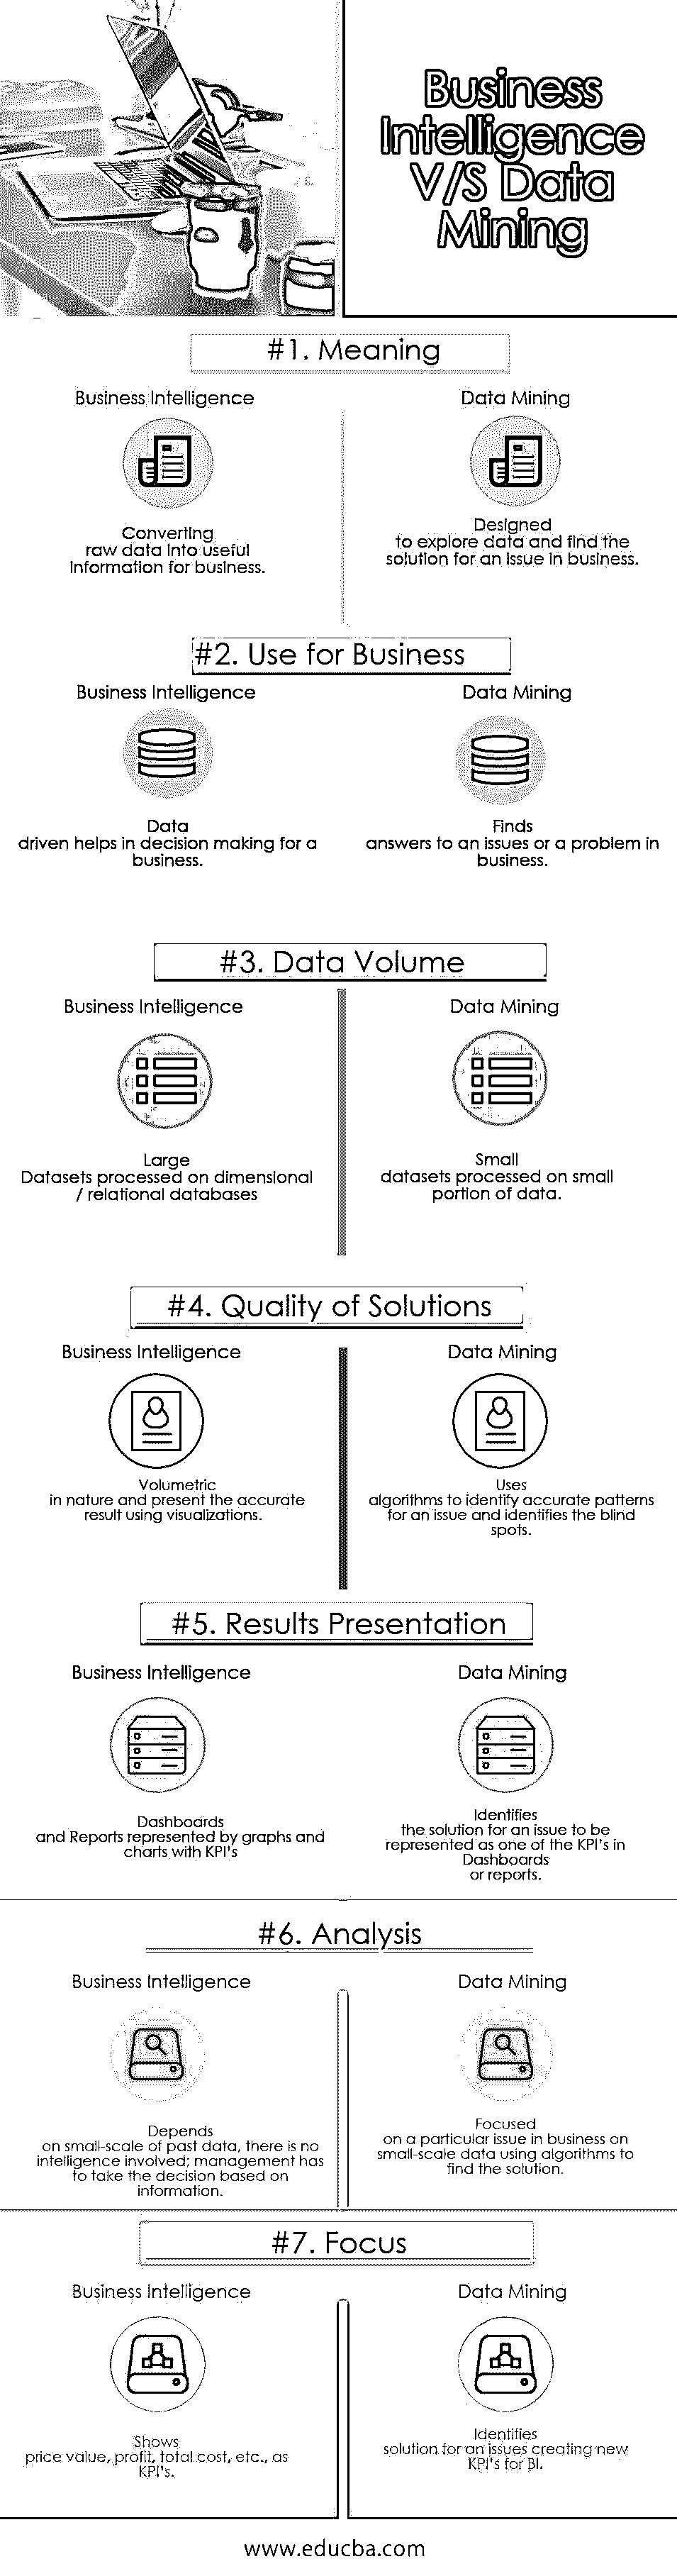 Business
Intelligence
V/S Data
Mining
#1. Meaning
Business Intelligence
Converting
raw data into useful
information for business.
Data Mining
Designed
to explore data and find the
solution for an issue in business.
#2. Use for Business
Business Intelligence
Data
driven helps in decision making for a
business.
Data Mining
Finds
answers to an issues or a problem in
business.
#3. Data Volume
Business Intelligence
Large
Datasets processed on dimensional
/ relational databases
Data Mining
Small
datasets processed on small
portion of data.
#4. Quality of Solutions
Business Intelligence
Volumetric
in nature and present the accurate
result using visualizations.
Data Mining
Uses
algorithms to identify accurate patterns
for an issue and identifies the blind
spots.
#5. Results Presentation
Business Intelligence
Dashboards
and Reports represented by graphs and
charts with KPI's
Data Mining
Identifies
the solution for an issue to be
represented as one of the KPI's in
Dashboards
or reports.
#6. Analysis
Business Intelligence
Depends
on small-scale of past data, there is no
intelligence involved; management has
to take the decision based on
information.
Data Mining
Focused
on a particular issue in business on
small-scale data using algorithms to
find the solution.
#7. Focus
Business Intelligence
Shows
price value, profit, total cost, etc., as
KPI's.
Data Mining
Identifies
solution for an issues creating new
KPI's for BI.
www.educba.com